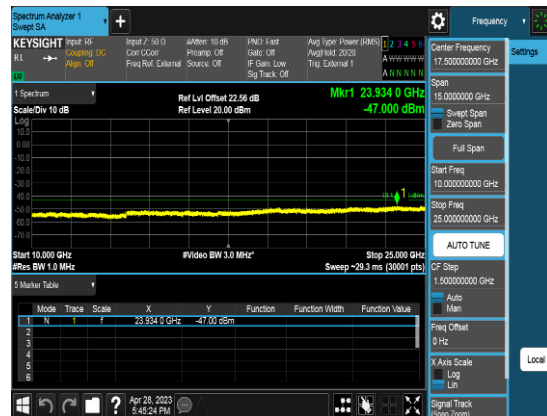 Spectrum Analyzer 1
Swept SA
+
Frequency
KEYSIGHT
Input: RF
Coupling: DC
Align: Off
Input Z: 50 Ω
Corr CCorr
Freq Ref: External
#Atten: 10 dB
Preamp: Off
Source: Off
PNO: Fast
Gate: Off
IF Gain: Low
Sig Track: Off
Avg Type: Power (RMS)
Avg|Hold: 20/20
Trig: External 1
1 2 3 4 5 6
A W W W W W
A N N N N N
R L
LXI
Center Frequency
17.500000000 GHz
Settings
Span
15.0000000 GHz
Swept Span
Zero Span
Full Span
Start Freq
10.000000000 GHz
Stop Freq
25.000000000 GHz
AUTO TUNE
CF Step
1.500000000 GHz
Auto
Man
Freq Offset
0 Hz
X Axis Scale
Log
Lin
Signal Track
(Span Zoom)
Local
1 Spectrum
Scale/Div 10 dB
Ref Lvl Offset 22.56 dB
Ref Level 20.00 dBm
Mkr1 23.934 0 GHz
-47.000 dBm
Log
10.0
0.00
-10.0
-20.0
-30.0
-40.0
-50.0
-60.0
-70.0
1
Start 10.000 GHz
#Res BW 1.0 MHz
#Video BW 3.0 MHz*
Stop 25.000 GHz
Sweep ~29.3 ms (30001 pts)
5 Marker Table
Mode Trace Scale X Y Function Function Width Function Value
1 N 1 f 23.934 0 GHz -47.00 dBm
2
3
4
5
6
?
Apr 28, 2023
5:45:24 PM